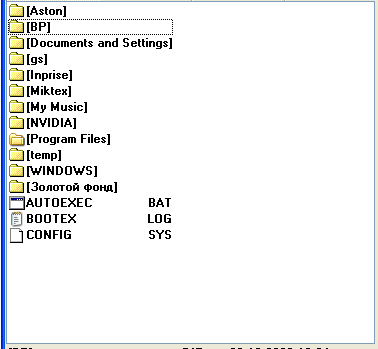 [Aston]
[BP]
[Documents and Settings]
[gs]
[Inprise]
[Miktex]
[My Music]
[NVIDIA]
[Program Files]
[temp]
[WINDOWS]
[Золотой фонд]
AUTOEXEC BAT
BOOTEX LOG
CONFIG SYS